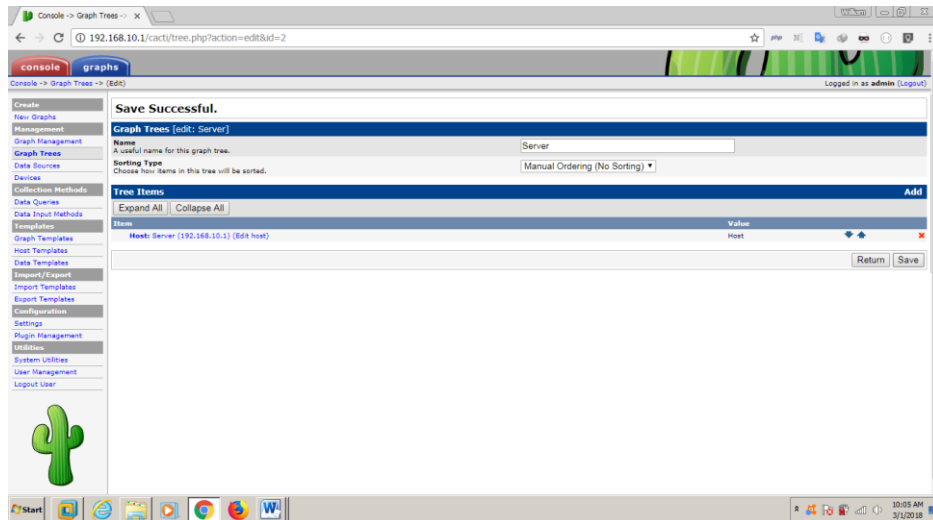 Console -> Graph Trees ->
William
192.168.10.1/cacti/tree.php?action=edit&id=2
php
console
graphs
Console -> Graph Trees -> (Edit)
Logged in as admin (Logout)
Create
New Graphs
Management
Graph Management
Graph Trees
Data Sources
Devices
Collection Methods
Data Queries
Data Input Methods
Templates
Graph Templates
Host Templates
Data Templates
Import/Export
Import Templates
Export Templates
Configuration
Settings
Plugin Management
Utilities
System Utilities
User Management
Logout User
Save Successful.
Graph Trees [edit: Server]
Name
A useful name for this graph tree.
Server
Sorting Type
Choose how items in this tree will be sorted.
Manual Ordering (No Sorting)
Tree Items
Add
Expand All
Collapse All
Item
Value
Host: Server (192.168.10.1) (Edit host)
Host
Return
Save
Start
10:05 AM
3/1/2018